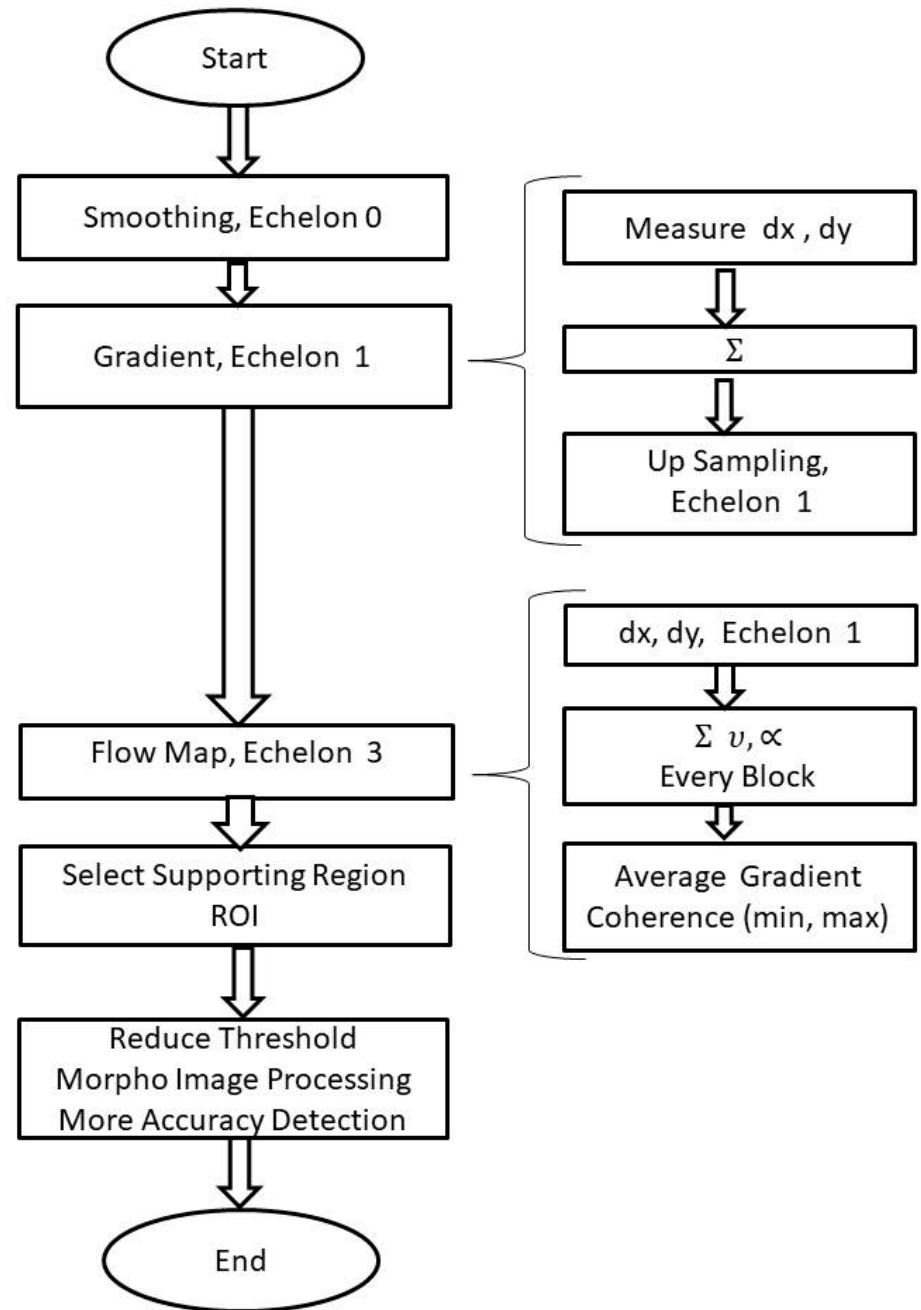 Start
Smoothing, Echelon 0
Gradient, Echelon 1
Measure dx , dy
Σ
Up Sampling,
Echelon 1
Flow Map, Echelon 3
dx, dy, Echelon 1
Σ υ, ∝
Every Block
Average Gradient
Coherence (min, max)
Select Supporting Region
ROI
Reduce Threshold
Morpho Image Processing
More Accuracy Detection
End